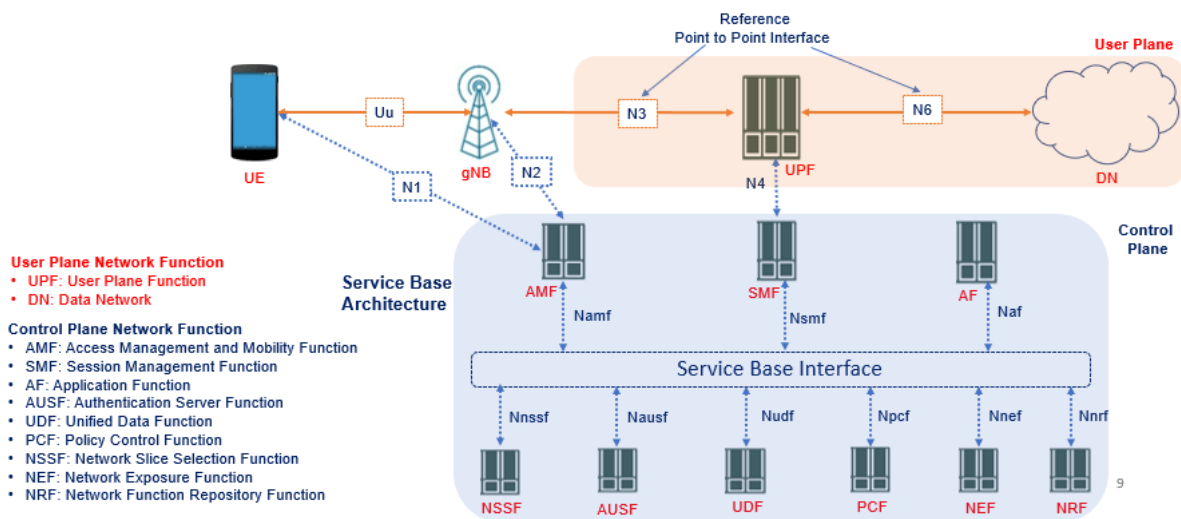 Reference
Point to Point Interface
User Plane
Uu
N3
N6
UE
gNB
N2
UPF
DN
N1
N4
Control
Plane
User Plane Network Function
• UPF: User Plane Function
• DN: Data Network
Service Base
Architecture
AMF
SMF
AF
Namf
Nsmf
Naf
Control Plane Network Function
• AMF: Access Management and Mobility Function
• SMF: Session Management Function
• AF: Application Function
• AUSF: Authentication Server Function
• UDF: Unified Data Function
• PCF: Policy Control Function
• NSSF: Network Slice Selection Function
• NEF: Network Exposure Function
• NRF: Network Function Repository Function
Service Base Interface
Nnssf
Nausf
Nudf
Npcf
Nnef
Nnrf
NSSF
AUSF
UDF
PCF
NEF
NRF
9